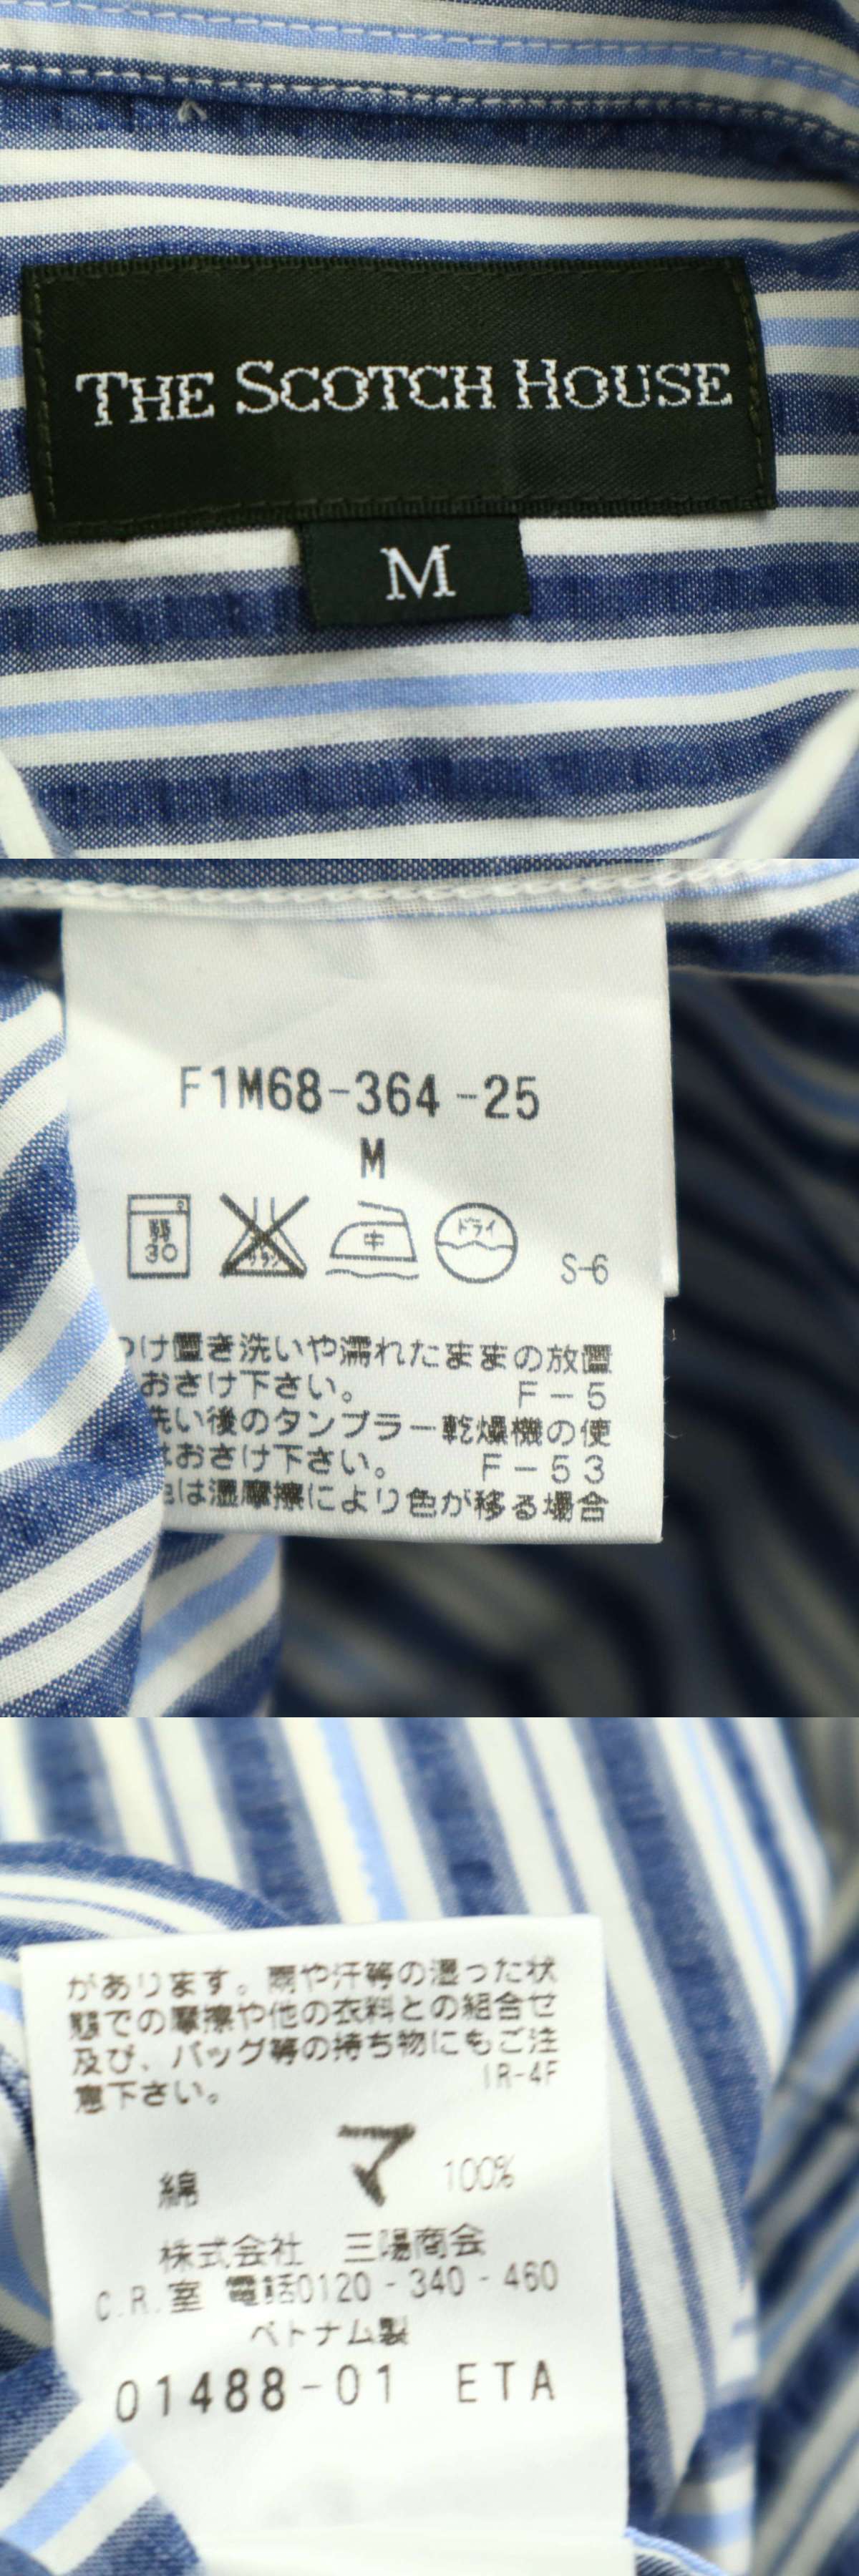 THE SCOTCH HOUSE
M
F1M68-364-25
M
弱
30
中
ドライ
S-6
つけ置き洗いや濡れたままの放置
おさけ下さい。 F-5
洗い後のタンブラー乾燥機の使
はおさけ下さい。 F-53
色は湿摩擦により色が移る場合
があります。雨や汗等の湿った状
態での摩擦や他の衣料との組合せ
及び、バッグ等の持ち物にもご注
意下さい。 IR-4F
綿 マ 100%
株式会社 三陽商会
C.R.室 電話0120-340-460
ベトナム製
01488-01 ETA